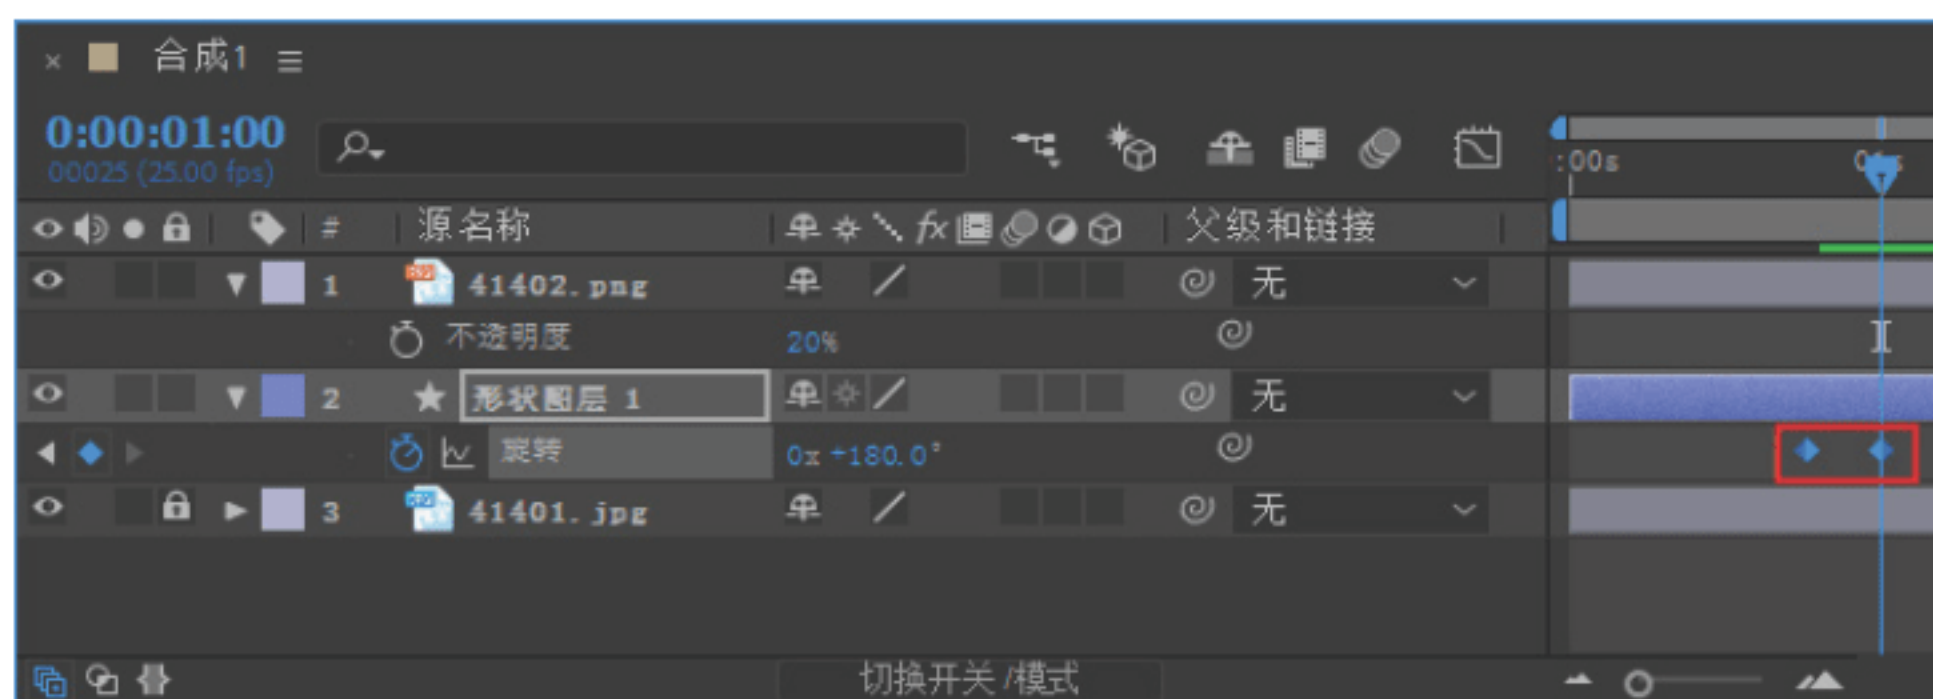 合成1
0:00:01:00
00025 (25.00 fps)
:00s
# 源名称 fx 父级和链接
1 41402.png 无
不透明度 20%
2 形状图层 1 无
旋转 0x +180.0°
3 41401.jpg 无
切换开关 /模式